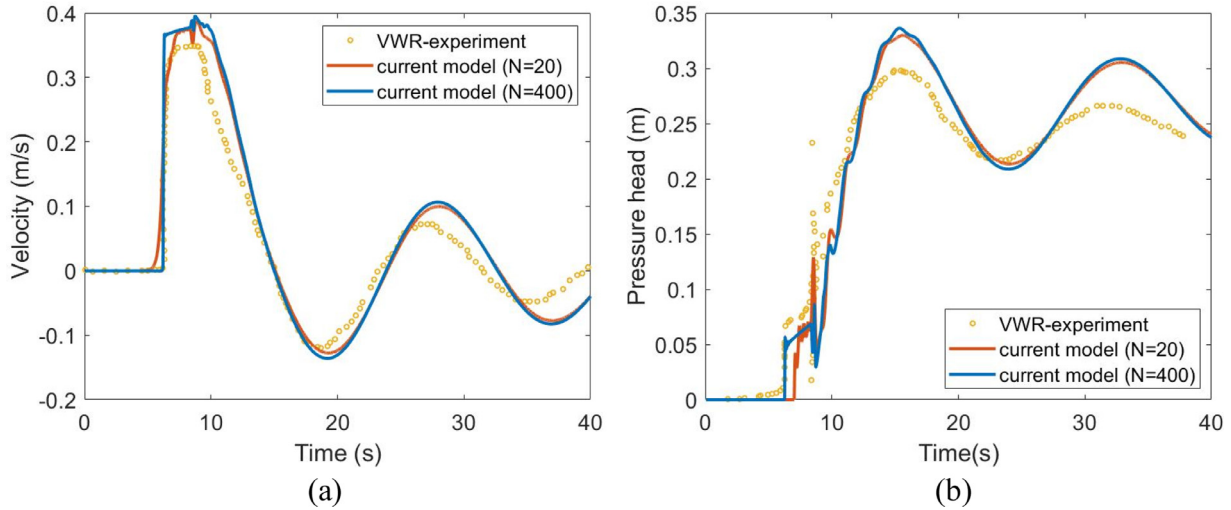 0.4
0.3
0.2
0.1
0
-0.1
-0.2
Velocity (m/s)
VWR-experiment
current model (N=20)
current model (N=400)
0 10 20 30 40
Time (s)
(a)
0.35
0.3
0.25
0.2
0.15
0.1
0.05
0
Pressure head (m)
VWR-experiment
current model (N=20)
current model (N=400)
0 10 20 30 40
Time(s)
(b)